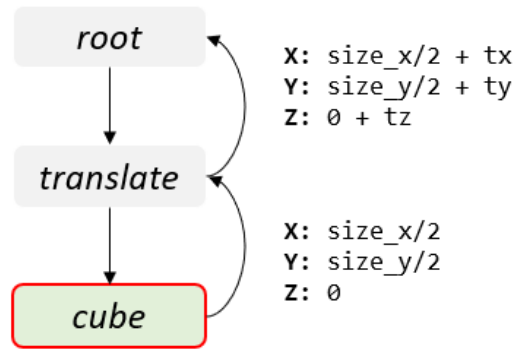 root
X: size_x/2 + tx
Y: size_y/2 + ty
Z: 0 + tz
translate
X: size_x/2
Y: size_y/2
Z: 0
cube